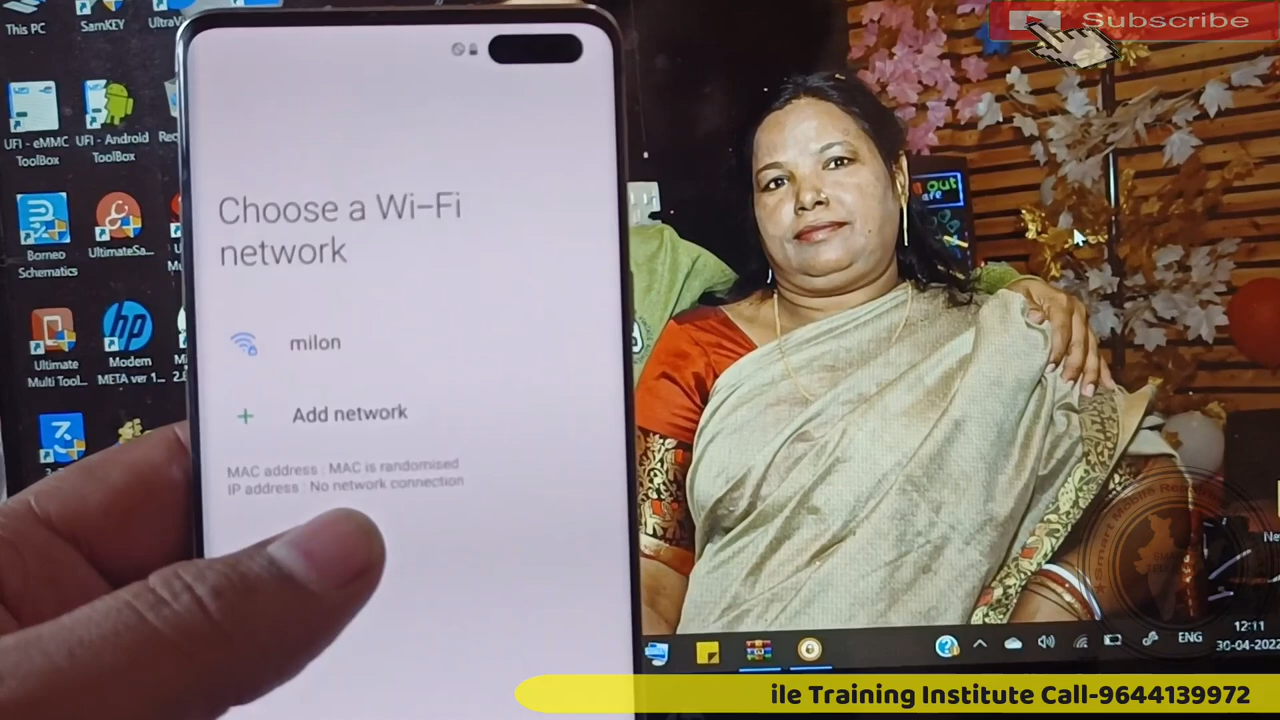 This PC
SamKEY
Subscribe
UFI - eMMC
ToolBox
UFI - Android
ToolBox
Borneo
Schematics
UltimateSa...
Ultimate
Multi Tool...
hp
Modem
META ver 1...
Choose a Wi-Fi
network
milon
Add network
MAC address : MAC is randomised
IP address : No network connection
out
ENG
12:11
30-04-2022
ile Training Institute Call-9644139972